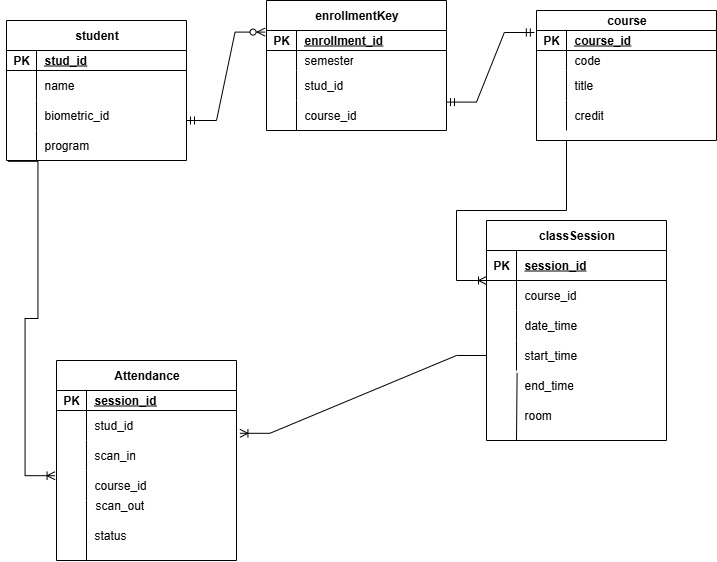 student
PK stud_id
name
biometric_id
program
enrollmentKey
PK enrollment_id
semester
stud_id
course_id
course
PK course_id
code
title
credit
classSession
PK session_id
course_id
date_time
start_time
end_time
room
Attendance
PK session_id
stud_id
scan_in
course_id
scan_out
status